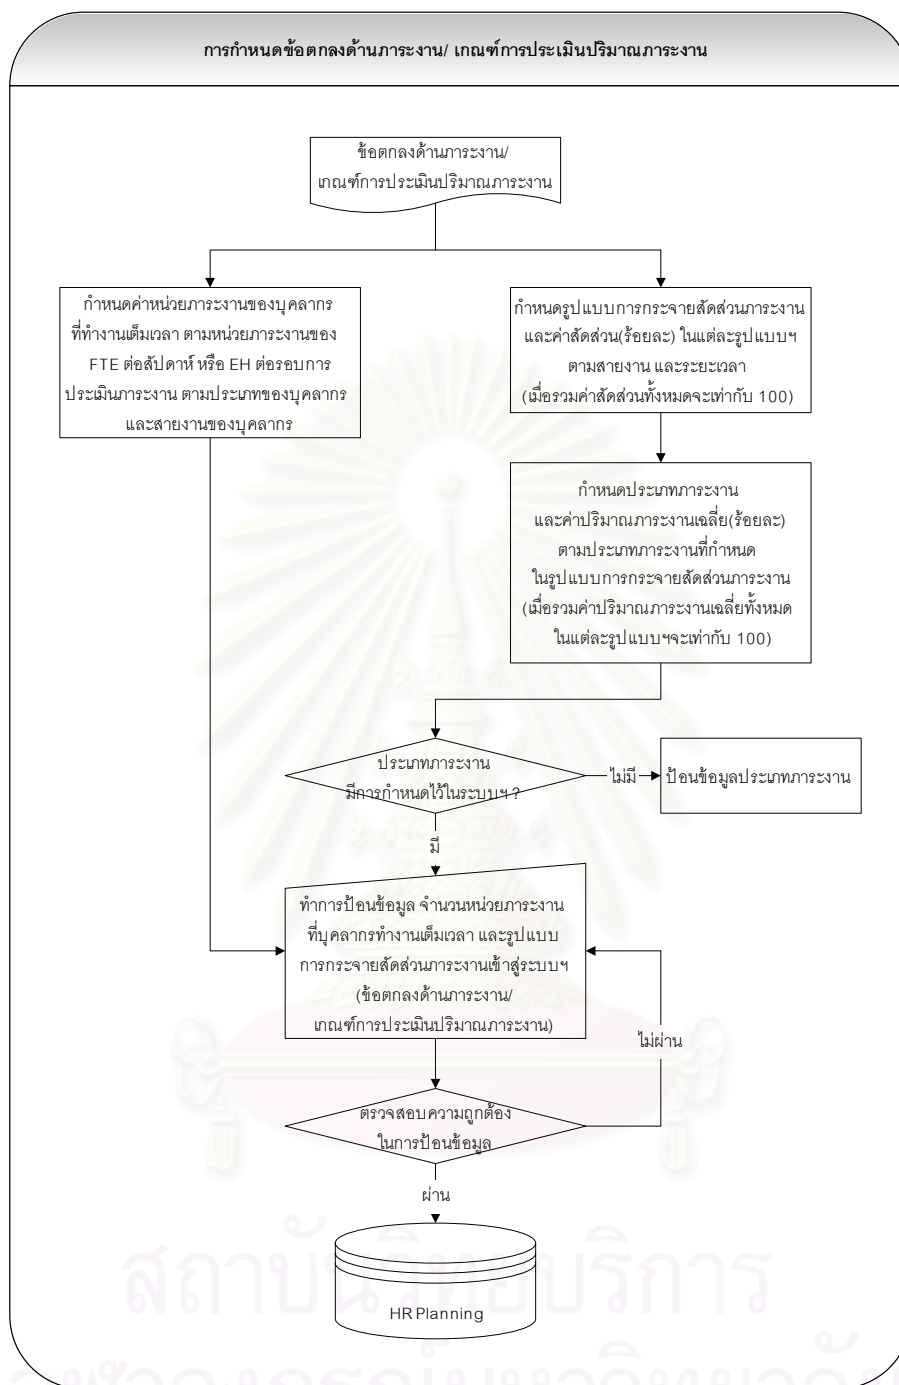 การกำหนดข้อตกลงด้านภาระงาน/ เกณฑ์การประเมินปริมาณภาระงาน
ข้อตกลงด้านภาระงาน/
เกณฑ์การประเมินปริมาณภาระงาน
กำหนดค่าหน่วยภาระงานของบุคลากร
ที่ทำงานเต็มเวลา ตามหน่วยภาระงานของ
FTE ต่อสัปดาห์ หรือ EH ต่อรอบการ
ประเมินภาระงาน ตามประเภทของบุคลากร
และสายงานของบุคลากร
กำหนดรูปแบบการกระจายสัดส่วนภาระงาน
และค่าสัดส่วน(ร้อยละ) ในแต่ละรูปแบบฯ
ตามสายงาน และระยะเวลา
(เมื่อรวมค่าสัดส่วนทั้งหมดจะเท่ากับ 100)
กำหนดประเภทภาระงาน
และค่าปริมาณภาระงานเฉลี่ย(ร้อยละ)
ตามประเภทภาระงานที่กำหนด
ในรูปแบบการกระจายสัดส่วนภาระงาน
(เมื่อรวมค่าปริมาณภาระงานเฉลี่ยทั้งหมด
ในแต่ละรูปแบบฯจะเท่ากับ 100)
ประเภทภาระงาน
มีการกำหนดไว้ในระบบฯ ?
ไม่มี
ป้อนข้อมูลประเภทภาระงาน
มี
ทำการป้อนข้อมูล จำนวนหน่วยภาระงาน
ที่บุคลากรทำงานเต็มเวลา และรูปแบบ
การกระจายสัดส่วนภาระงานเข้าสู่ระบบฯ
(ข้อตกลงด้านภาระงาน/
เกณฑ์การประเมินปริมาณภาระงาน)
ไม่ผ่าน
ตรวจสอบความถูกต้อง
ในการป้อนข้อมูล
ผ่าน
HR Planning
สถาบันวิทยบริการ